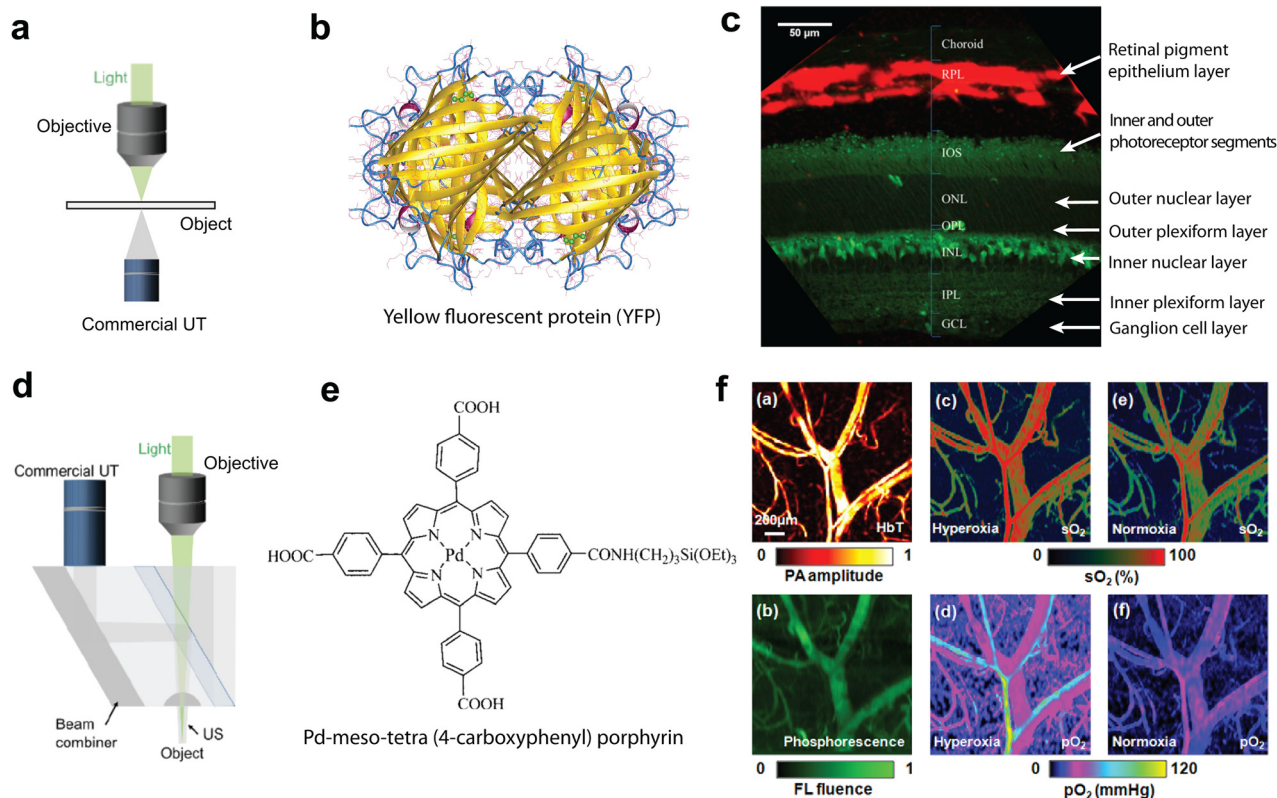 a
Light
Objective
Object
Commercial UT
b
Yellow fluorescent protein (YFP)
c
50 µm
Choroid
RPL
IOS
ONL
OPL
INL
IPL
GCL
Retinal pigment
epithelium layer
Inner and outer
photoreceptor segments
Outer nuclear layer
Outer plexiform layer
Inner nuclear layer
Inner plexiform layer
Ganglion cell layer
d
Commercial UT
Light
Objective
Beam
combiner
US
Object
e
COOH
HOOC
N
N
Pd
N
N
CONH(CH₂)₃Si(OEt)₃
COOH
Pd-meso-tetra (4-carboxyphenyl) porphyrin
f
(a)
200µm
HbT
0 1
PA amplitude
(c)
Hyperoxia sO₂
(e)
Normoxia sO₂
0 100
sO₂ (%)
(b)
Phosphorescence
0 1
FL fluence
(d)
Hyperoxia pO₂
(f)
Normoxia pO₂
0 120
pO₂ (mmHg)